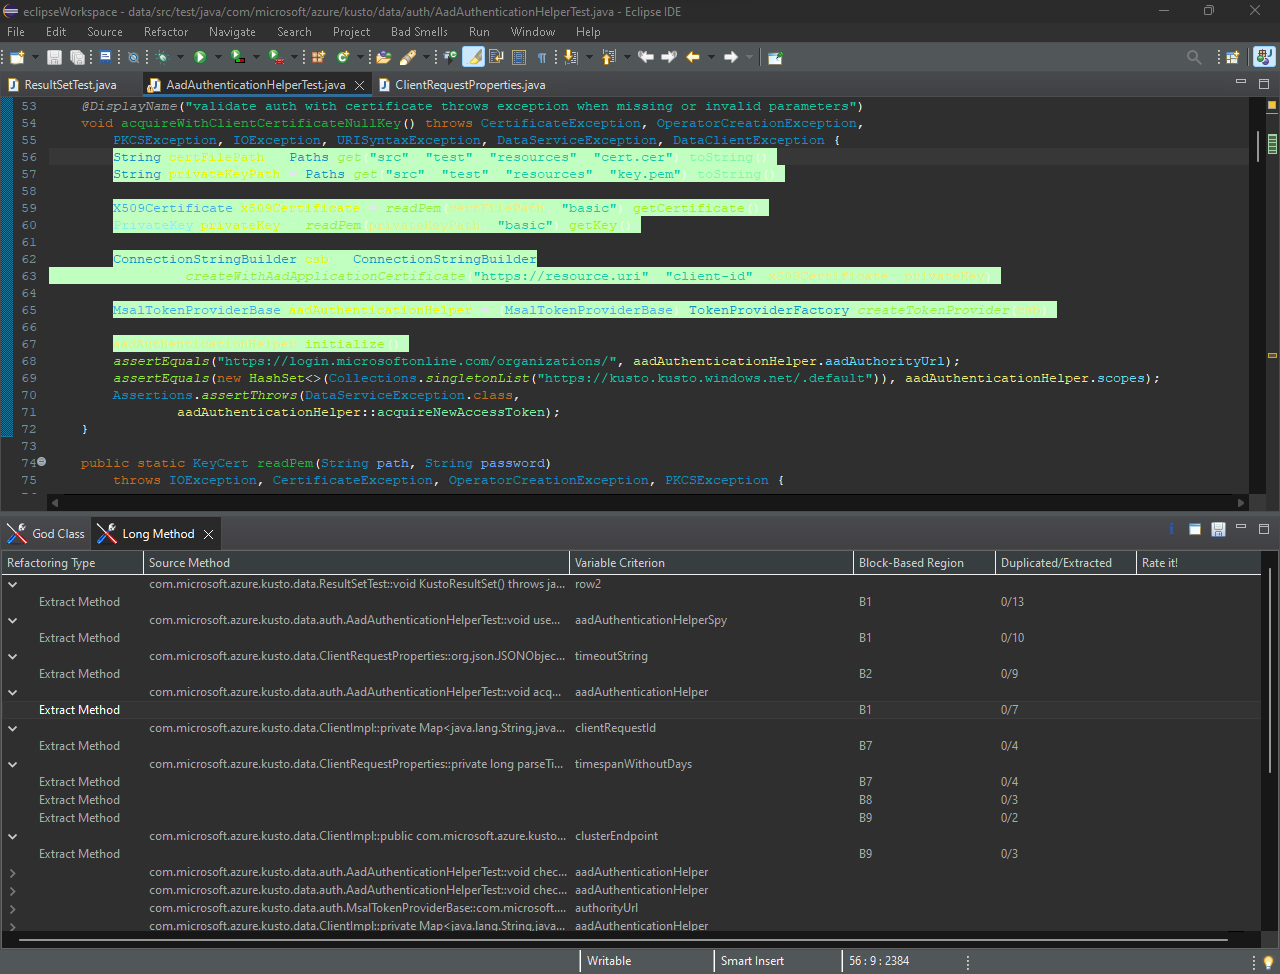 eclipseWorkspace - data/src/test/java/com/microsoft/azure/kusto/data/auth/AadAuthenticationHelperTest.java - Eclipse IDE
File Edit Source Refactor Navigate Search Project Bad Smells Run Window Help
ResultSetTest.java AadAuthenticationHelperTest.java ClientRequestProperties.java
53 @DisplayName("validate auth with certificate throws exception when missing or invalid parameters")
54 void acquireWithClientCertificateNullKey() throws CertificateException, OperatorCreationException,
55 PKCSException, IOException, URISyntaxException, DataServiceException, DataClientException {
56 String certFilePath = Paths.get("src", "test", "resources", "cert.cer").toString();
57 String privateKeyPath = Paths.get("src", "test", "resources", "key.pem").toString();
58
59 X509Certificate x509Certificate = readPem(certFilePath, "basic").getCertificate();
60 PrivateKey privateKey = readPem(privateKeyPath, "basic").getKey();
61
62 ConnectionStringBuilder csb = ConnectionStringBuilder
63 .createWithAadApplicationCertificate("https://resource.uri", "client-id", x509Certificate, privateKey);
64
65 MsalTokenProviderBase aadAuthenticationHelper = (MsalTokenProviderBase) TokenProviderFactory.createTokenProvider(csb);
66
67 aadAuthenticationHelper.initialize();
68 assertEquals("https://login.microsoftonline.com/organizations/", aadAuthenticationHelper.aadAuthorityUrl);
69 assertEquals(new HashSet<>(Collections.singletonList("https://kusto.kusto.windows.net/.default")), aadAuthenticationHelper.scopes);
70 Assertions.assertThrows(DataServiceException.class,
71 aadAuthenticationHelper::acquireNewAccessToken);
72 }
73
74 public static KeyCert readPem(String path, String password)
75 throws IOException, CertificateException, OperatorCreationException, PKCSException {
God Class Long Method
Refactoring Type Source Method Variable Criterion Block-Based Region Duplicated/Extracted Rate it!
com.microsoft.azure.kusto.data.ResultSetTest::void KustoResultSet() throws ja... row2
Extract Method B1 0/13
com.microsoft.azure.kusto.data.auth.AadAuthenticationHelperTest::void use... aadAuthenticationHelperSpy
Extract Method B1 0/10
com.microsoft.azure.kusto.data.ClientRequestProperties::org.json.JSONObjec... timeoutString
Extract Method B2 0/9
com.microsoft.azure.kusto.data.auth.AadAuthenticationHelperTest::void acq... aadAuthenticationHelper
Extract Method B1 0/7
com.microsoft.azure.kusto.data.ClientImpl::private Map<java.lang.String,java... clientRequestId
Extract Method B7 0/4
com.microsoft.azure.kusto.data.ClientRequestProperties::private long parseTi... timespanWithoutDays
Extract Method B7 0/4
Extract Method B8 0/3
Extract Method B9 0/2
com.microsoft.azure.kusto.data.ClientImpl::public com.microsoft.azure.kusto... clusterEndpoint
Extract Method B9 0/3
com.microsoft.azure.kusto.data.auth.AadAuthenticationHelperTest::void chec... aadAuthenticationHelper
com.microsoft.azure.kusto.data.auth.AadAuthenticationHelperTest::void chec... aadAuthenticationHelper
com.microsoft.azure.kusto.data.auth.MsalTokenProviderBase::com.microsoft.... authorityUrl
com.microsoft.azure.kusto.data.ClientImpl::private Map<java.lang.String,java... aadAuthenticationHelper
Writable Smart Insert 56 : 9 : 2384